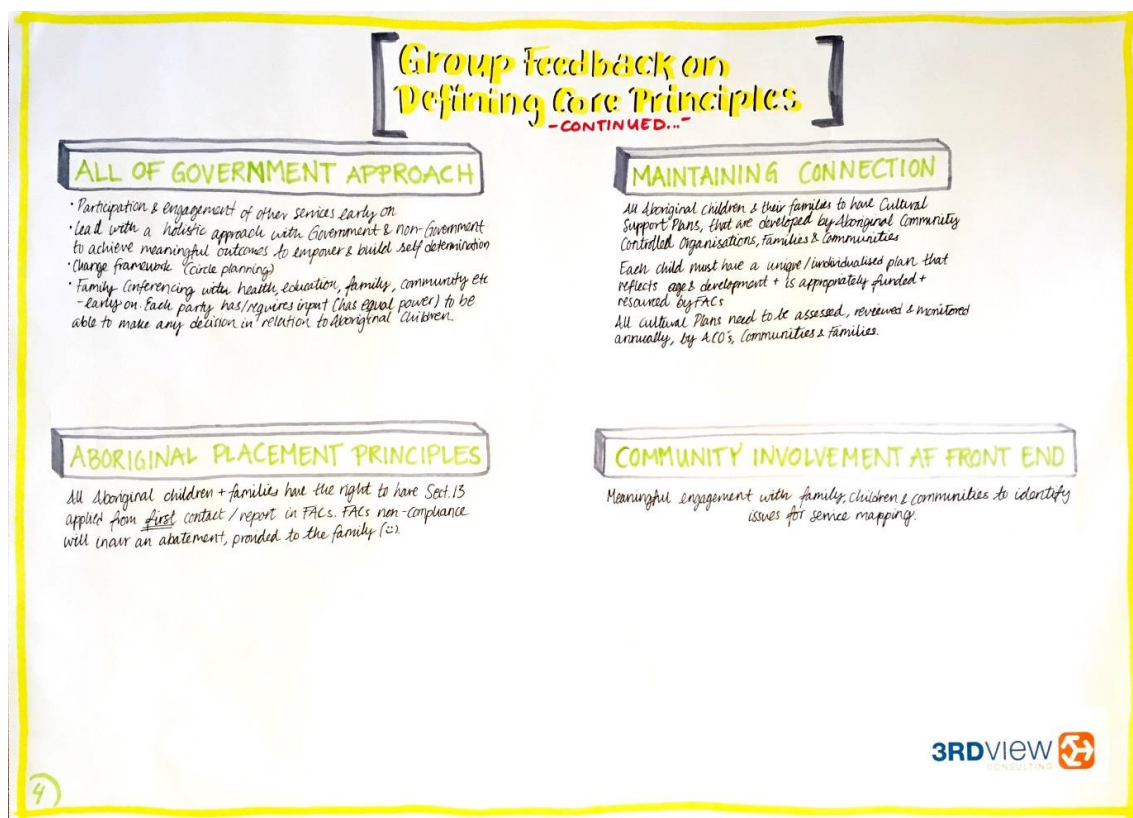 Group Feedback on
Defining Core Principles
-CONTINUED..."
ALL OF GOVERNMENT APPROACH
• Participation & engagement of other services early on
• Lead with a holistic approach with Government & non-Government
to achieve meaningful outcomes to empower & build self determination
• Change framework (circle planning)
• Family Conferencing with health, education, family, community etc
- early on. Each party has/requires input (has equal power) to be
able to make any decision in relation to Aboriginal Children.
MAINTAINING CONNECTION
All Aboriginal children & their families to have Cultural
Support Plans, that are developed by Aboriginal Community
Controlled Organisations, Families & Communities
Each child must have a unique/individualised plan that
reflects age & development + is appropriately funded +
resourced by FACs
All cultural Plans need to be assessed, reviewed & monitored
annually, by ACO's, Communities & Families.
ABORIGINAL PLACEMENT PRINCIPLES
All Aboriginal children + families have the right to have Sect.13
applied from first contact/report in FACs. FACs non-compliance
will incur an abatement, provided to the family (:).
COMMUNITY INVOLVEMENT AF FRONT END
Meaningful engagement with family, children & communities to identify
issues for service mapping.
3RDVIEW
CONSULTING
4